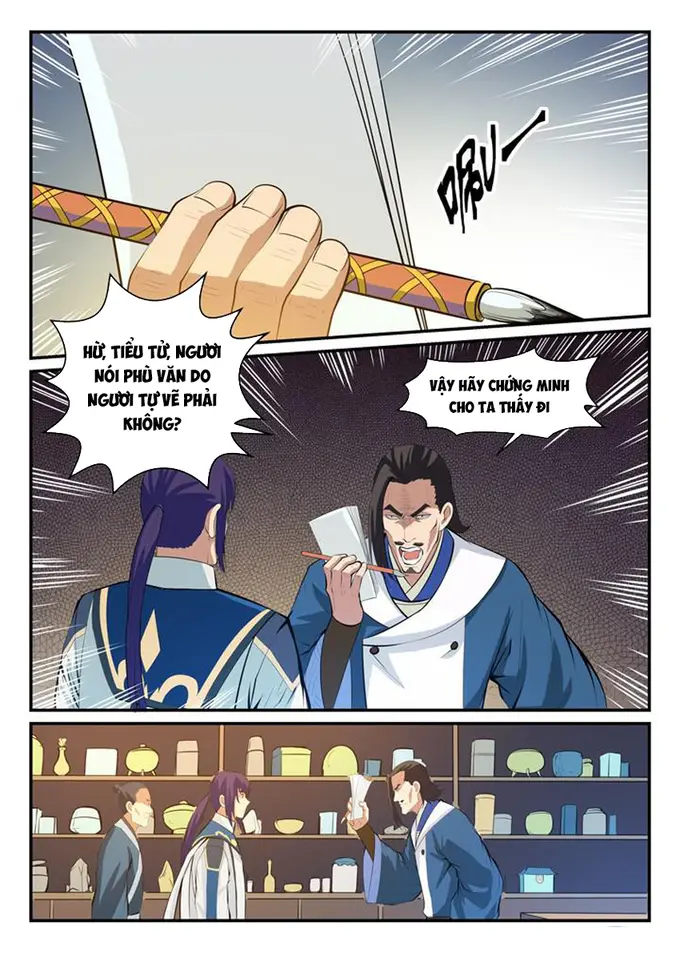 HỪ, TIỂU TỬ, NGƯƠI
NÓI PHÙ VĂN DO
NGƯƠI TỰ VẼ PHẢI
KHÔNG?
VẬY HÃY CHỨNG MINH
CHO TA THẤY ĐI